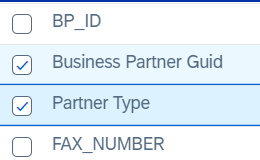 BP_ID
Business Partner Guid
Partner Type
FAX_NUMBER